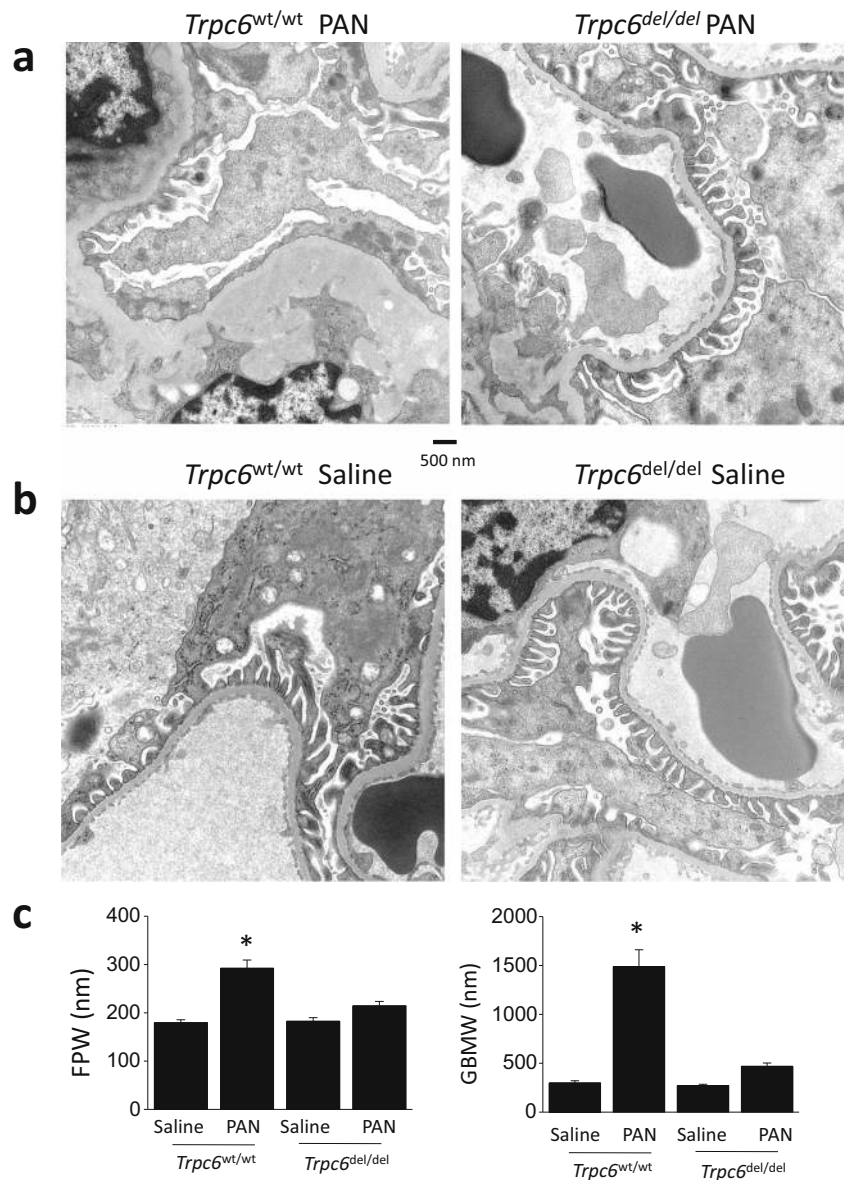 Trpc6wt/wt PAN
Trpc6del/del PAN
a
500 nm
Trpc6wt/wt Saline
Trpc6del/del Saline
b
c
400
300
200
100
0
FPW (nm)
*
Saline
PAN
Saline
PAN
Trpc6wt/wt
Trpc6del/del
2000
1500
1000
500
0
GBMW (nm)
*
Saline
PAN
Saline
PAN
Trpc6wt/wt
Trpc6del/del